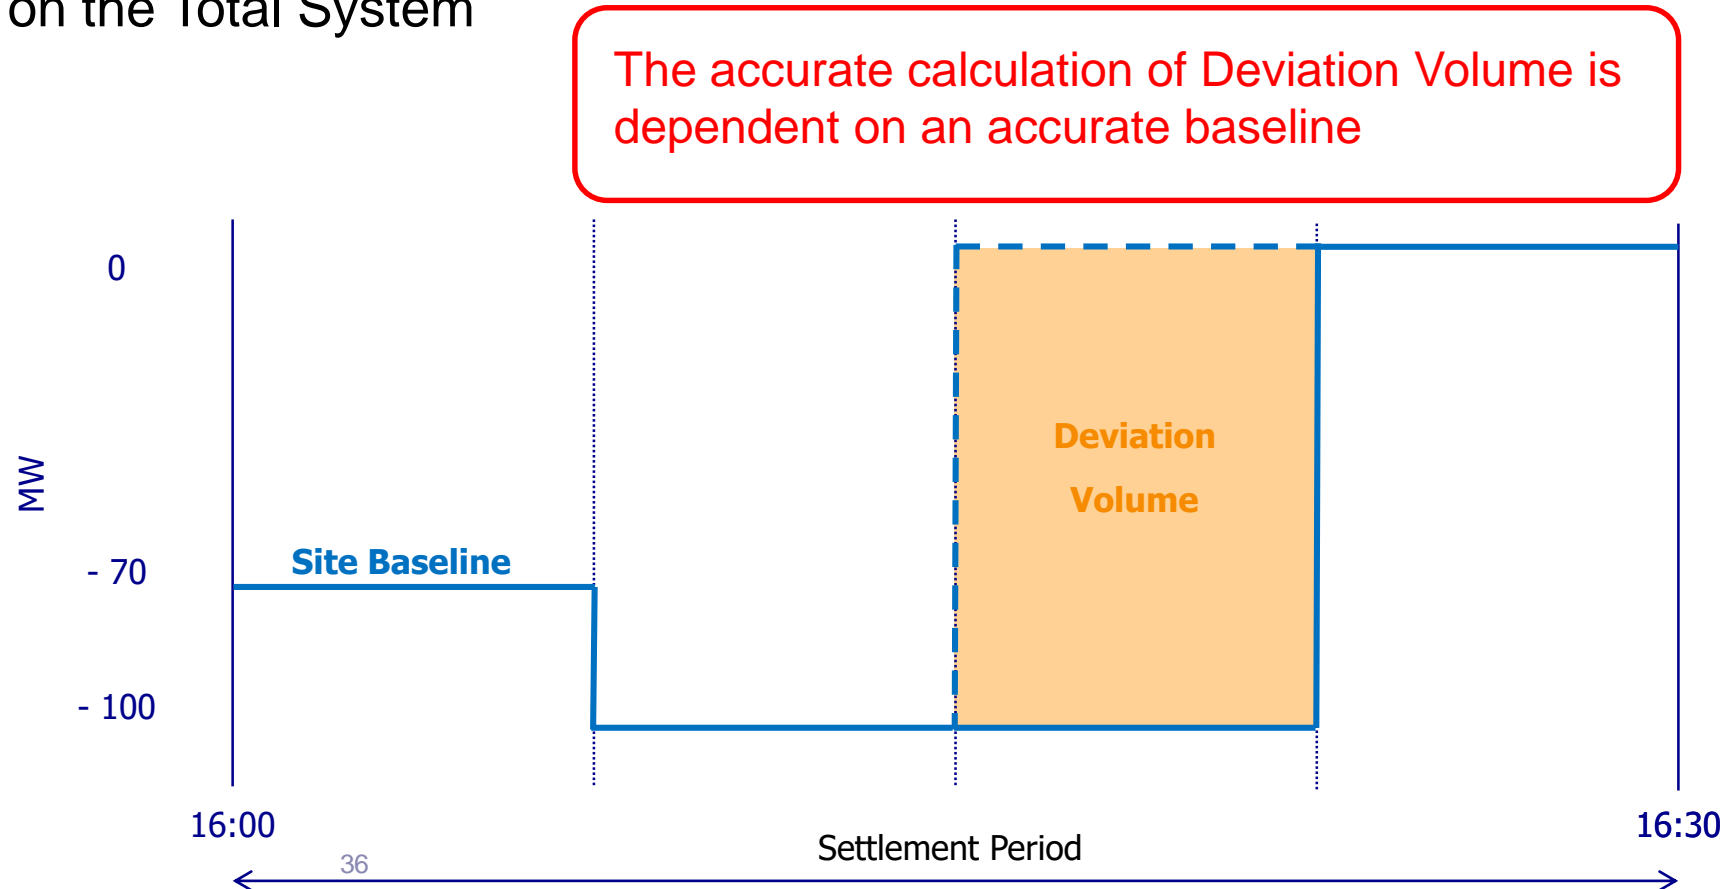 on the Total System
The accurate calculation of Deviation Volume is
dependent on an accurate baseline
0
Deviation
Volume
MW
Site Baseline
- 70
- 100
16:00
16:30
Settlement Period
36